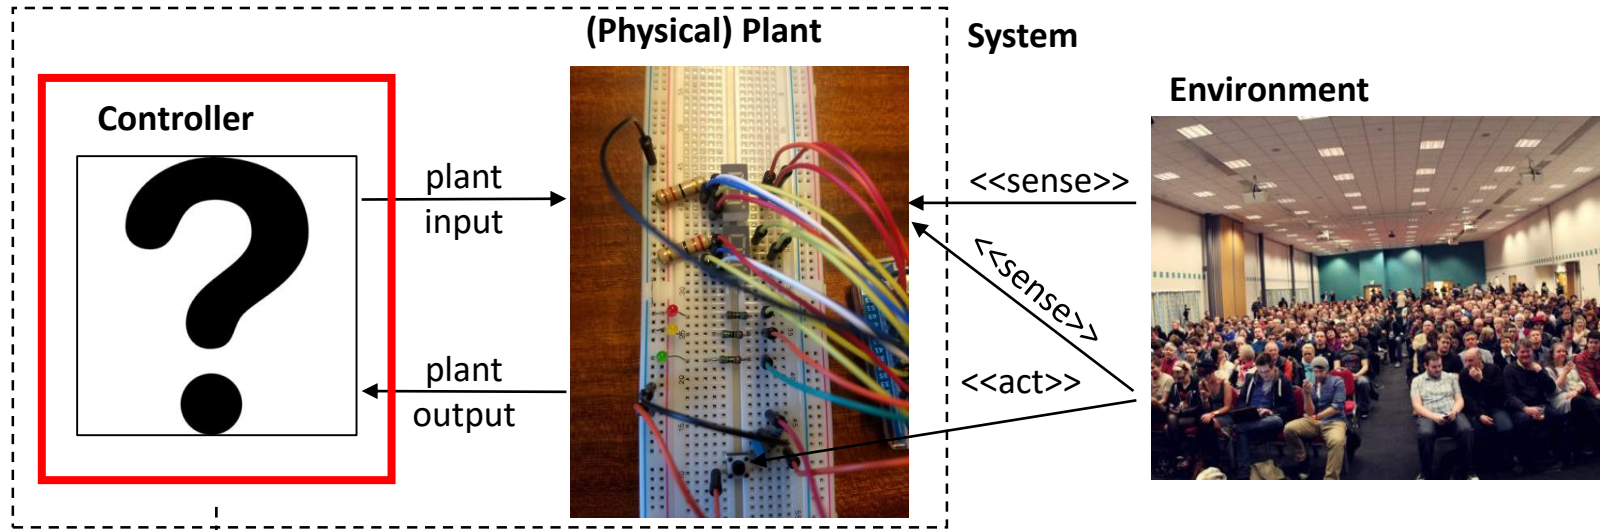 (Physical) Plant
System
Environment
Controller
plant
input
<<sense>>
<<sense>>
plant
output
<<act>>